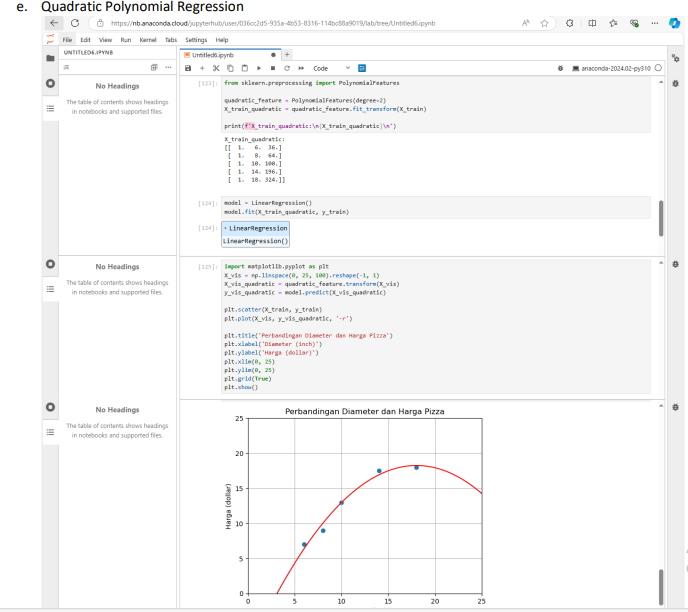 e. Quadratic Polynomial Regression
https://nb.anaconda.cloud/jupyterhub/user/036cc2d5-935a-4b53-8316-114bc88a9019/lab/tree/Untitled6.ipynb
File Edit View Run Kernel Tabs Settings Help
UNTITLED6.IPYNB
Untitled6.ipynb
Code
anaconda-2024.02-py310
No Headings
The table of contents shows headings
in notebooks and supported files.
[123]: from sklearn.preprocessing import PolynomialFeatures
quadratic_feature = PolynomialFeatures(degree=2)
X_train_quadratic = quadratic_feature.fit_transform(X_train)
print(f'X_train_quadratic:\n{X_train_quadratic}\n')
X_train_quadratic:
[[ 1. 6. 36.]
[ 1. 8. 64.]
[ 1. 10. 100.]
[ 1. 14. 196.]
[ 1. 18. 324.]]
[124]: model = LinearRegression()
model.fit(X_train_quadratic, y_train)
[124]: LinearRegression
LinearRegression()
No Headings
The table of contents shows headings
in notebooks and supported files.
[125]: import matplotlib.pyplot as plt
X_vis = np.linspace(0, 25, 100).reshape(-1, 1)
X_vis_quadratic = quadratic_feature.transform(X_vis)
y_vis_quadratic = model.predict(X_vis_quadratic)
plt.scatter(X_train, y_train)
plt.plot(X_vis, y_vis_quadratic, '-r')
plt.title('Perbandingan Diameter dan Harga Pizza')
plt.xlabel('Diameter (inch)')
plt.ylabel('Harga (dollar)')
plt.xlim(0, 25)
plt.ylim(0, 25)
plt.grid(True)
plt.show()
No Headings
The table of contents shows headings
in notebooks and supported files.
Perbandingan Diameter dan Harga Pizza
Harga (dollar)
25
20
15
10
5
0
0 5 10 15 20 25